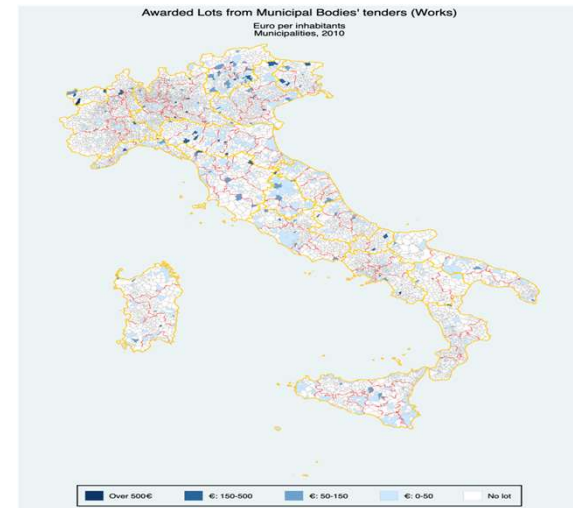 Awarded Lots from Municipal Bodies' tenders (Works)
Euro per inhabitants
Municipalities, 2010
Over 500€ €: 150-500 €: 50-150 €: 0-50 No lot